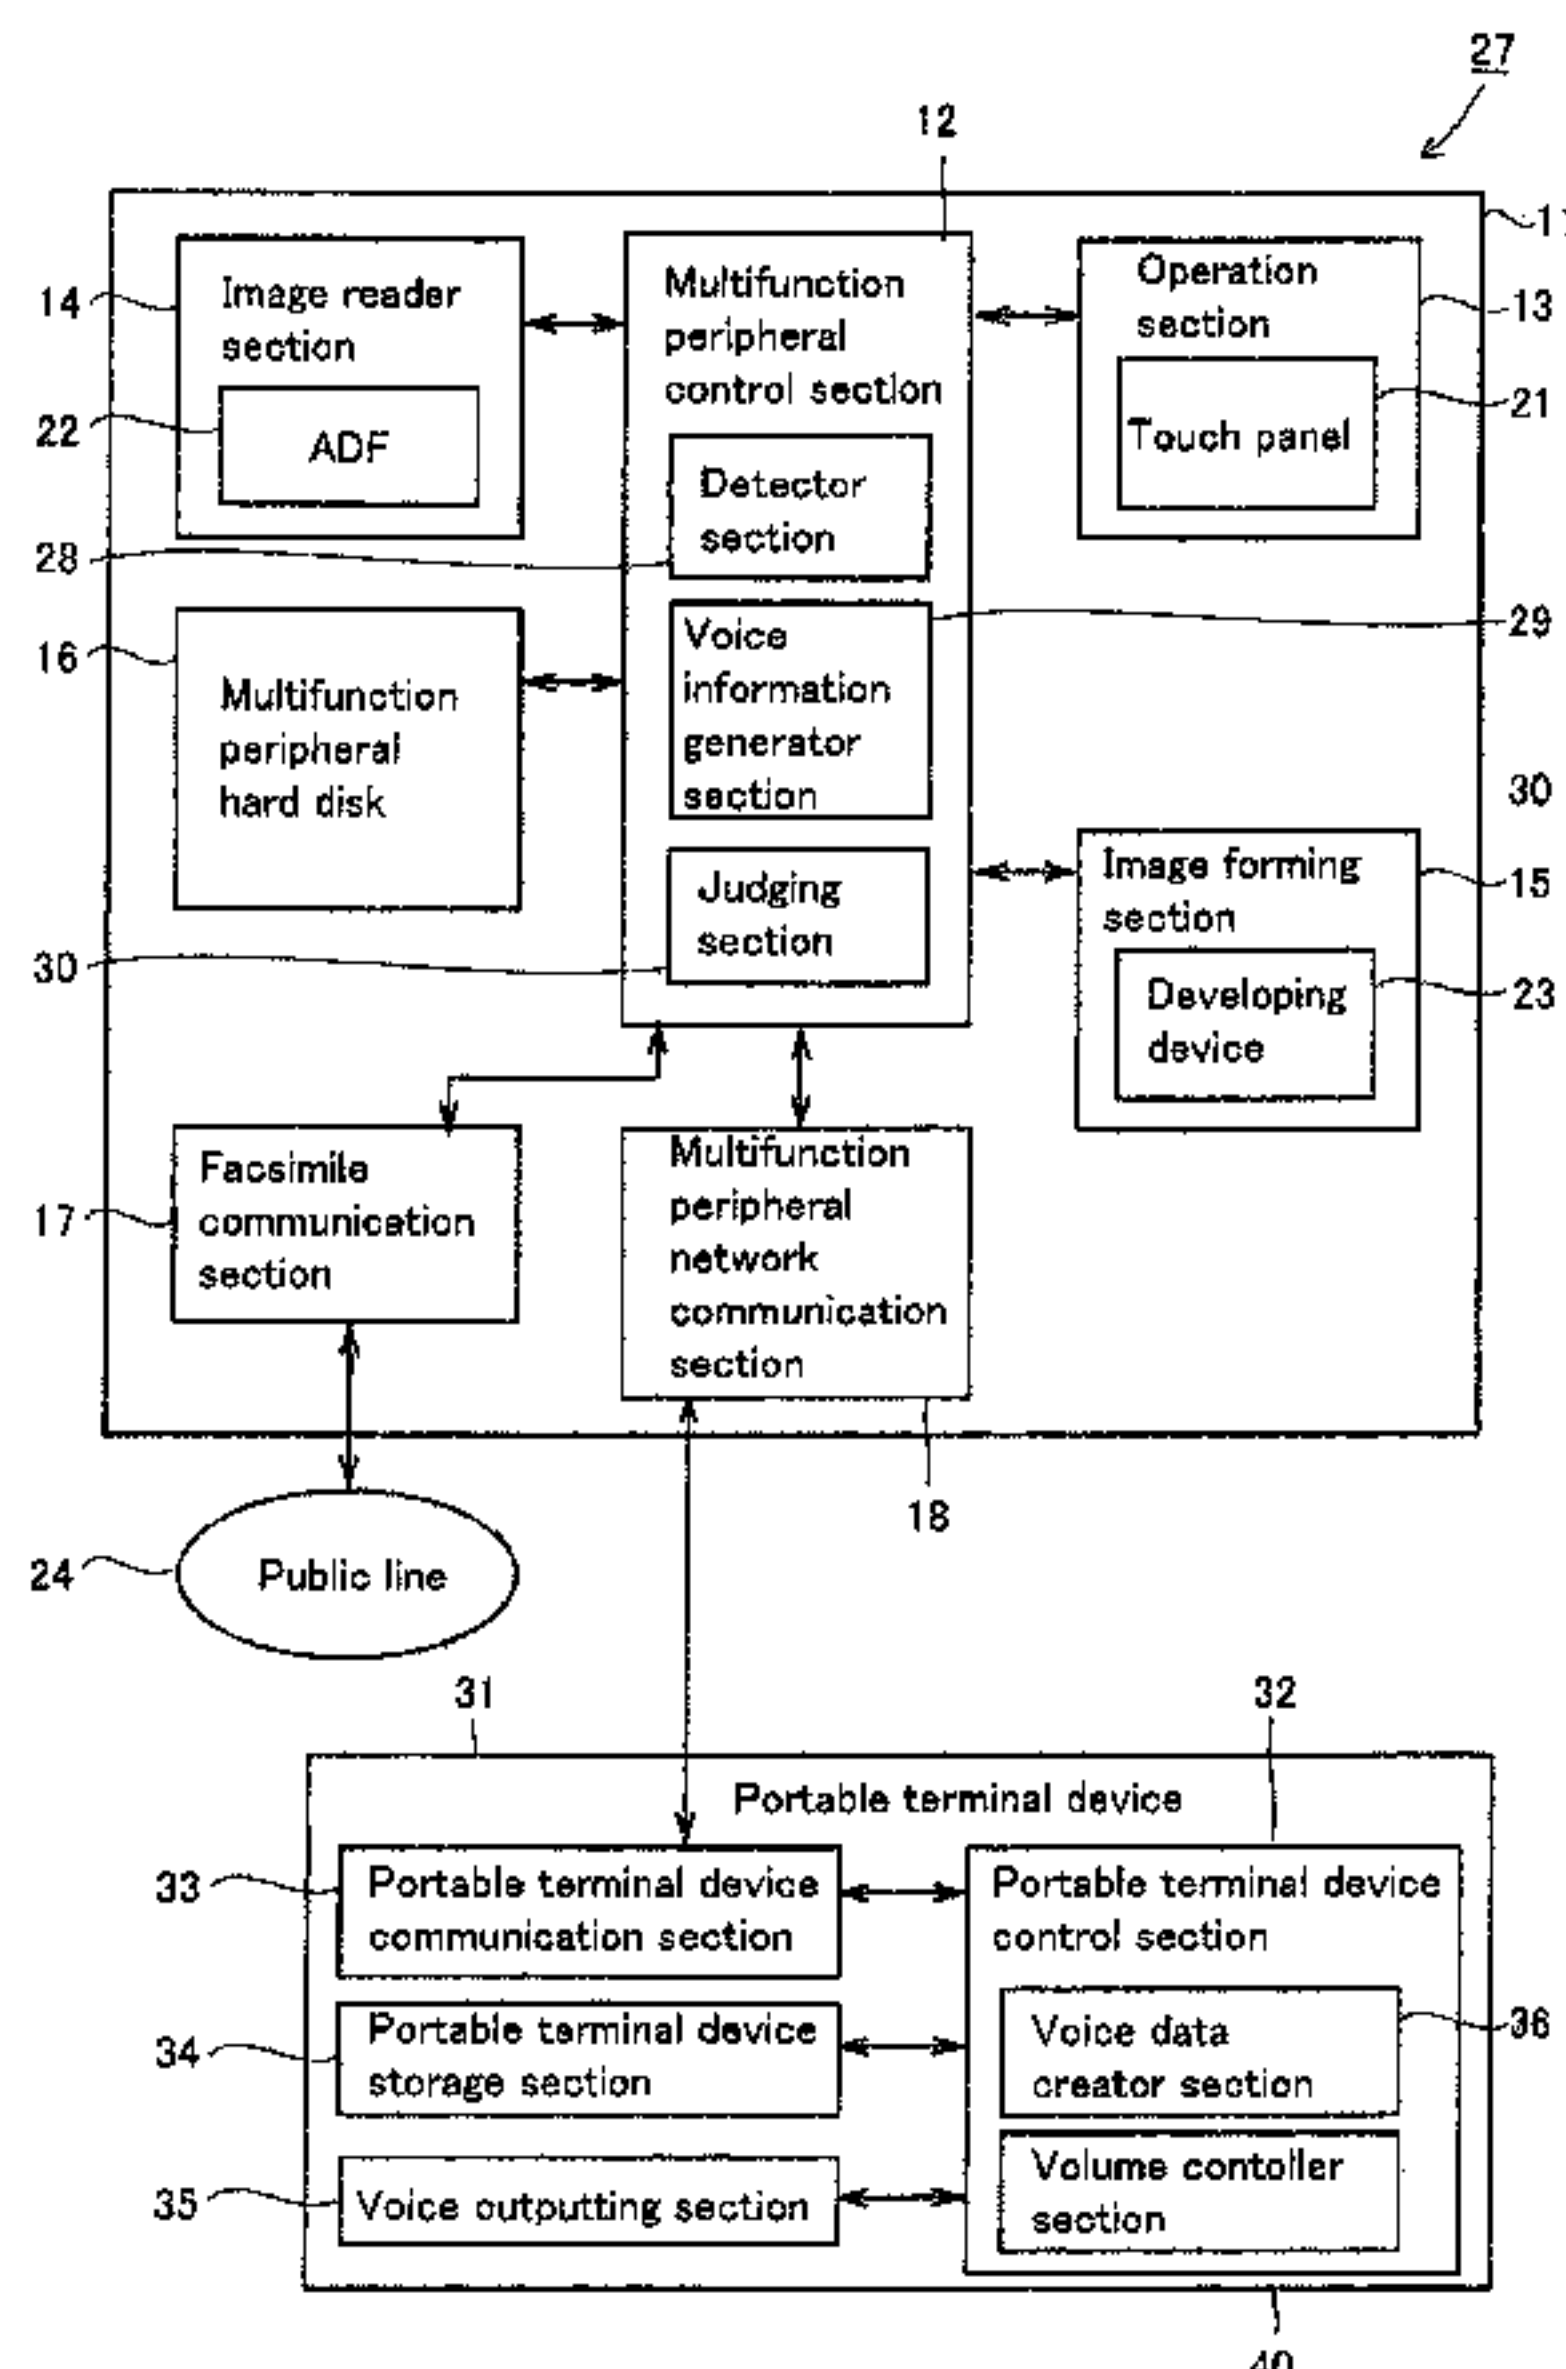 27
12
1
14
Image reader
section
22
ADF
Multifunction
peripheral
control section
Operation
section
13
Touch panel
21
Detector
section
28
Voice
information
generator
section
29
16
Multifunction
peripheral
hard disk
30
Judging
section
30
Image forming
section
15
Developing
device
23
Facsimile
communication
section
17
Multifunction
peripheral
network
communication
section
18
24
Public line
31
32
Portable terminal device
33
Portable terminal device
communication section
Portable terminal device
control section
34
Portable terminal device
storage section
Voice data
creator section
36
35
Voice outputting section
Volume contoller
section
40